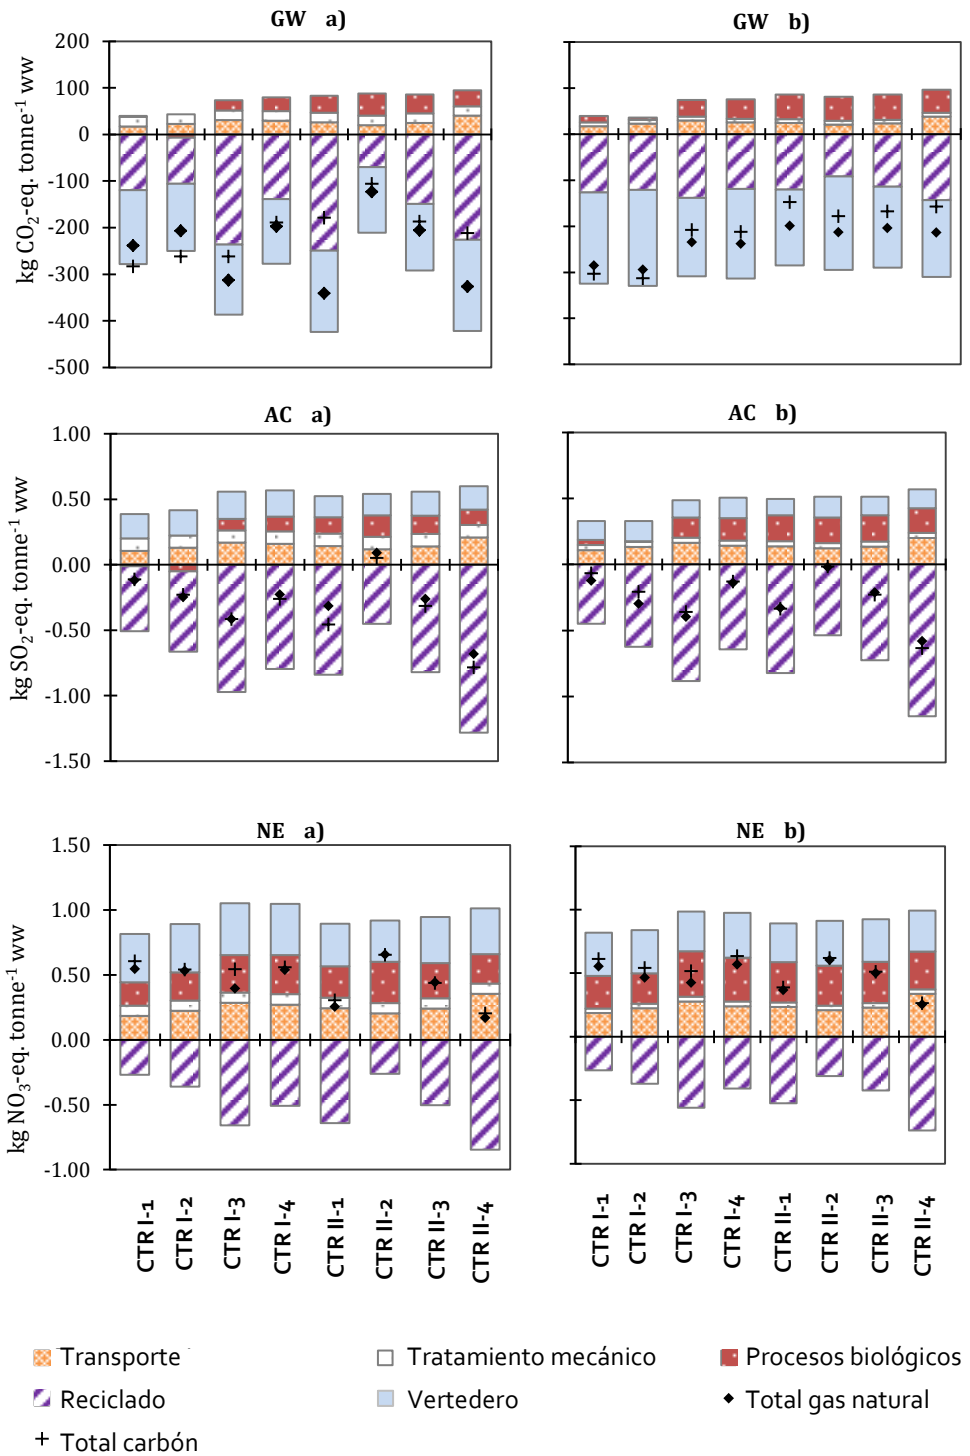 GW a)
GW b)
kg CO₂-eq. tonne⁻¹ ww
200
100
0
-100
-200
-300
-400
-500
AC a)
AC b)
kg SO₂-eq. tonne⁻¹ ww
1.00
0.50
0.00
-0.50
-1.00
-1.50
NE a)
NE b)
kg NO₃-eq. tonne⁻¹ ww
1.50
1.00
0.50
0.00
-0.50
-1.00
CTR I-1
CTR I-2
CTR I-3
CTR I-4
CTR II-1
CTR II-2
CTR II-3
CTR II-4
CTR I-1
CTR I-2
CTR I-3
CTR I-4
CTR II-1
CTR II-2
CTR II-3
CTR II-4
Transporte
Tratamiento mecánico
Procesos biológicos
Reciclado
Vertedero
Total gas natural
Total carbón